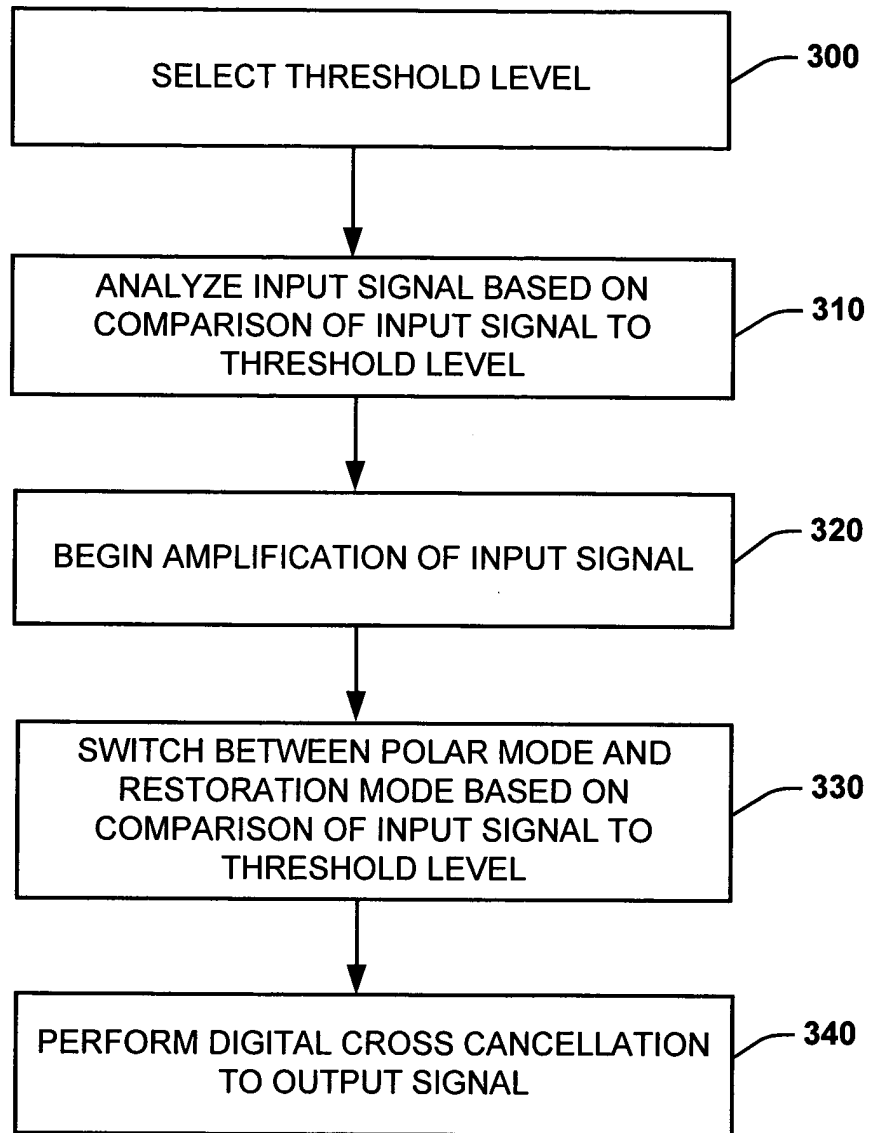 SELECT THRESHOLD LEVEL
300
ANALYZE INPUT SIGNAL BASED ON
COMPARISON OF INPUT SIGNAL TO
THRESHOLD LEVEL
310
BEGIN AMPLIFICATION OF INPUT SIGNAL
320
SWITCH BETWEEN POLAR MODE AND
RESTORATION MODE BASED ON
COMPARISON OF INPUT SIGNAL TO
THRESHOLD LEVEL
330
PERFORM DIGITAL CROSS CANCELLATION
TO OUTPUT SIGNAL
340